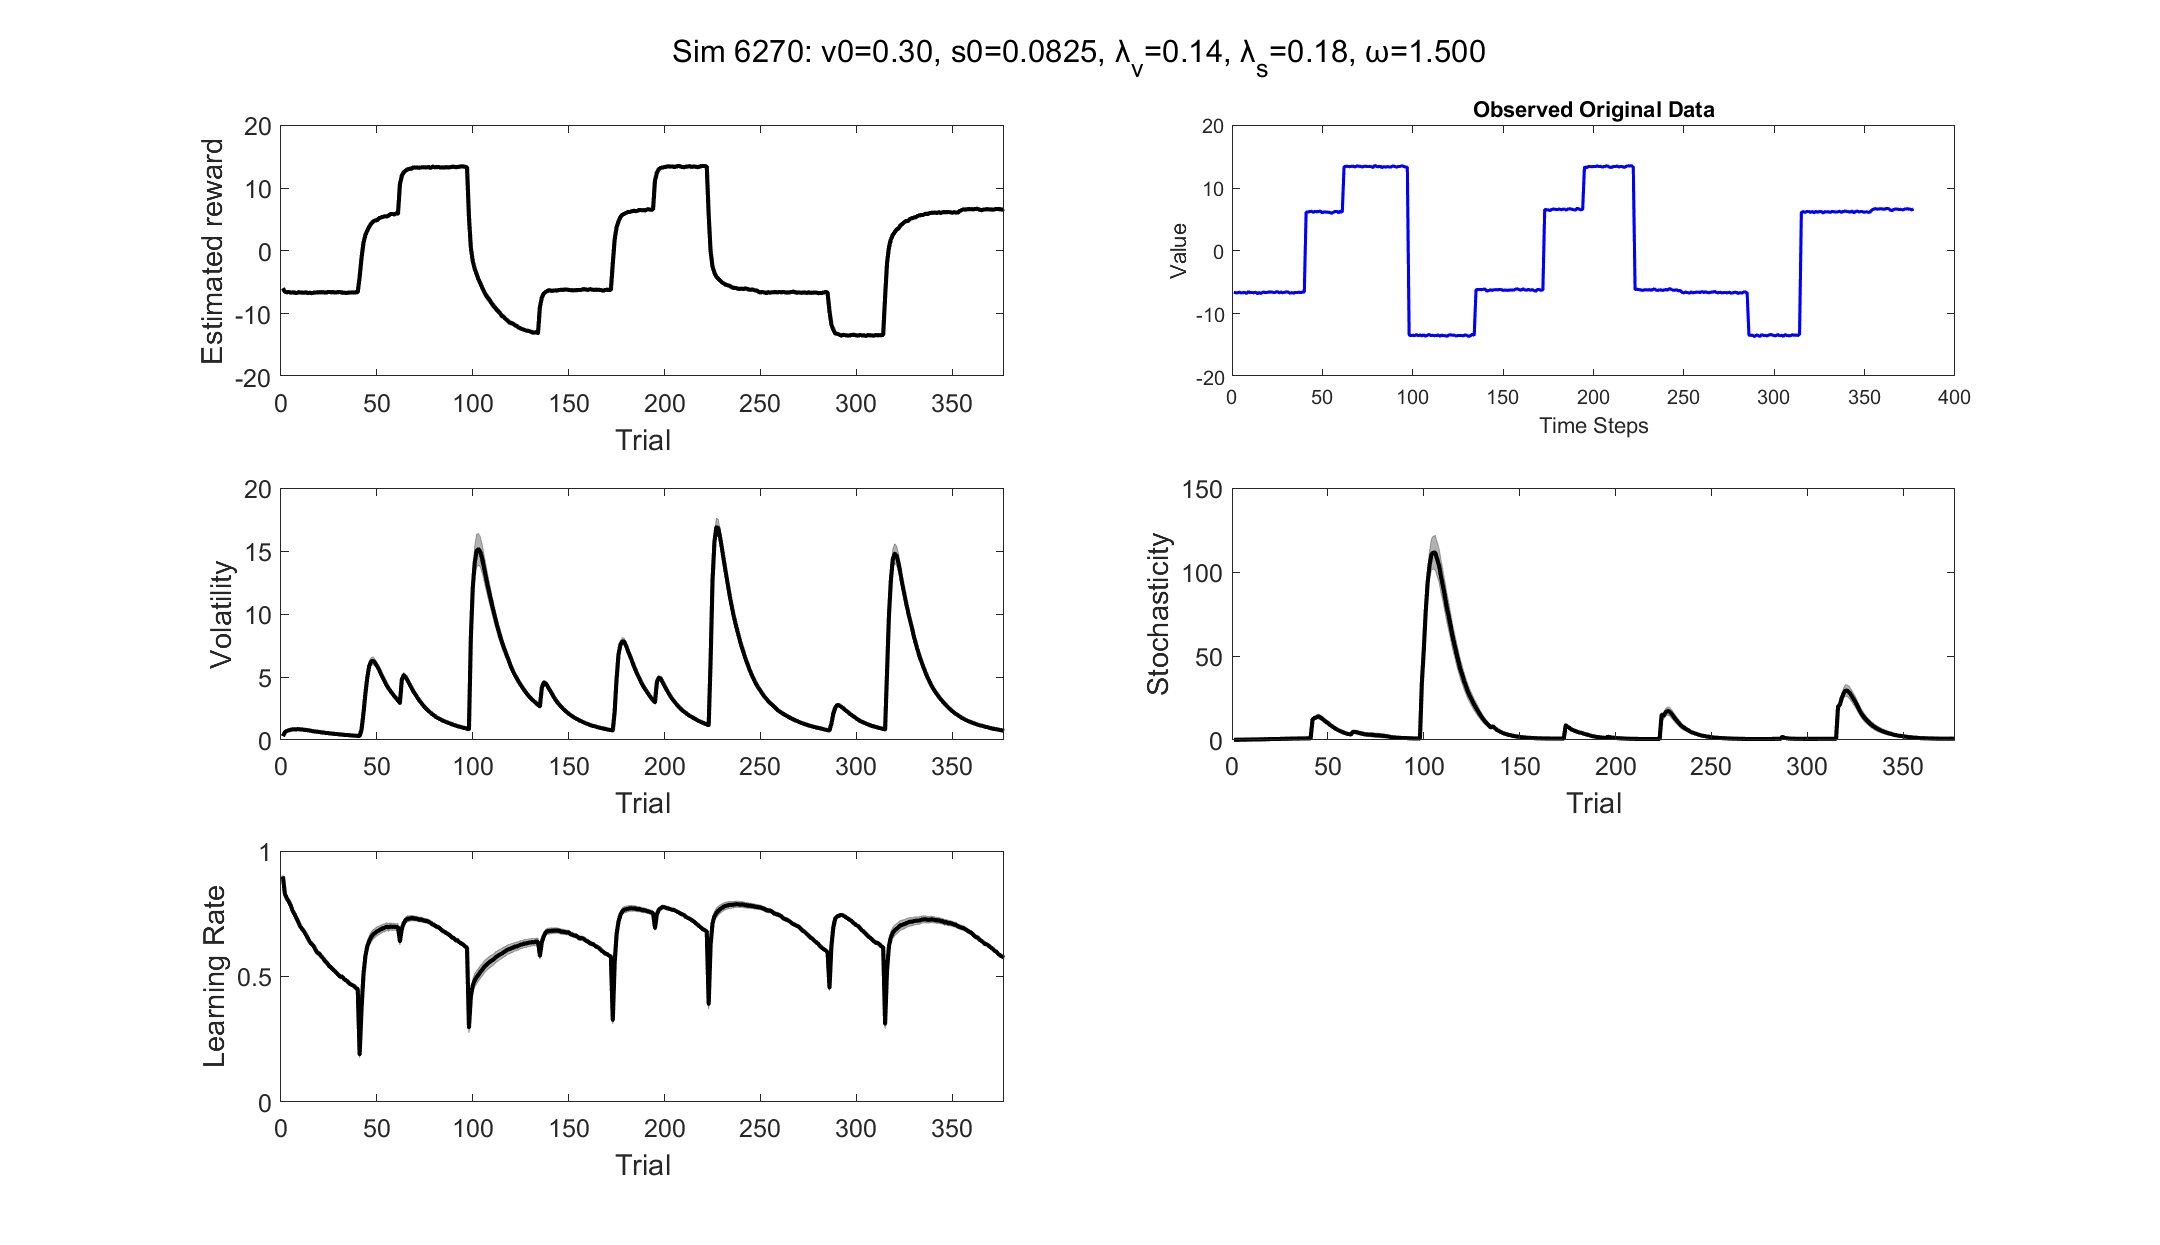 Sim 6270: v0=0.30, s0=0.0825, λ_v=0.14, λ_s=0.18, ω=1.500
20
10
0
-10
-20
Estimated reward
0 50 100 150 200 250 300 350
Trial
Observed Original Data
20
10
0
-10
-20
Value
0 50 100 150 200 250 300 350 400
Time Steps
20
15
10
5
0
Volatility
0 50 100 150 200 250 300 350
Trial
150
100
50
0
Stochasticity
0 50 100 150 200 250 300 350
Trial
1
0.5
0
Learning Rate
0 50 100 150 200 250 300 350
Trial